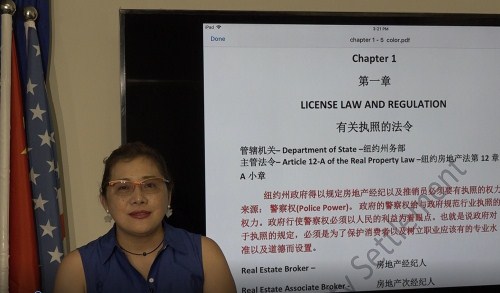 iPad
3:31 PM
Done
chapter 1 – 5 color.pdf
Chapter 1
第一章
LICENSE LAW AND REGULATION
有关执照的法令
管辖机关– Department of State –纽约州务部
主管法令– Article 12-A of the Real Property Law –纽约房地产法第 12 章
A 小章
纽约州政府得以规定房地产经纪以及推销员必须要有执照的权力
来源： 警察权(Police Power)。 政府的警察权给与政府规范行业执照的
权力。政府行使警察权必须以人民的利益为着眼点。也就是说政府对
于执照的规定，必须是为了保护消费者以及树立职业应该有的专业水
准以及道德而设置。
Real Estate Broker – 房地产经纪人
Real Estate Associate Broker – 房地产次经纪人
Settlement